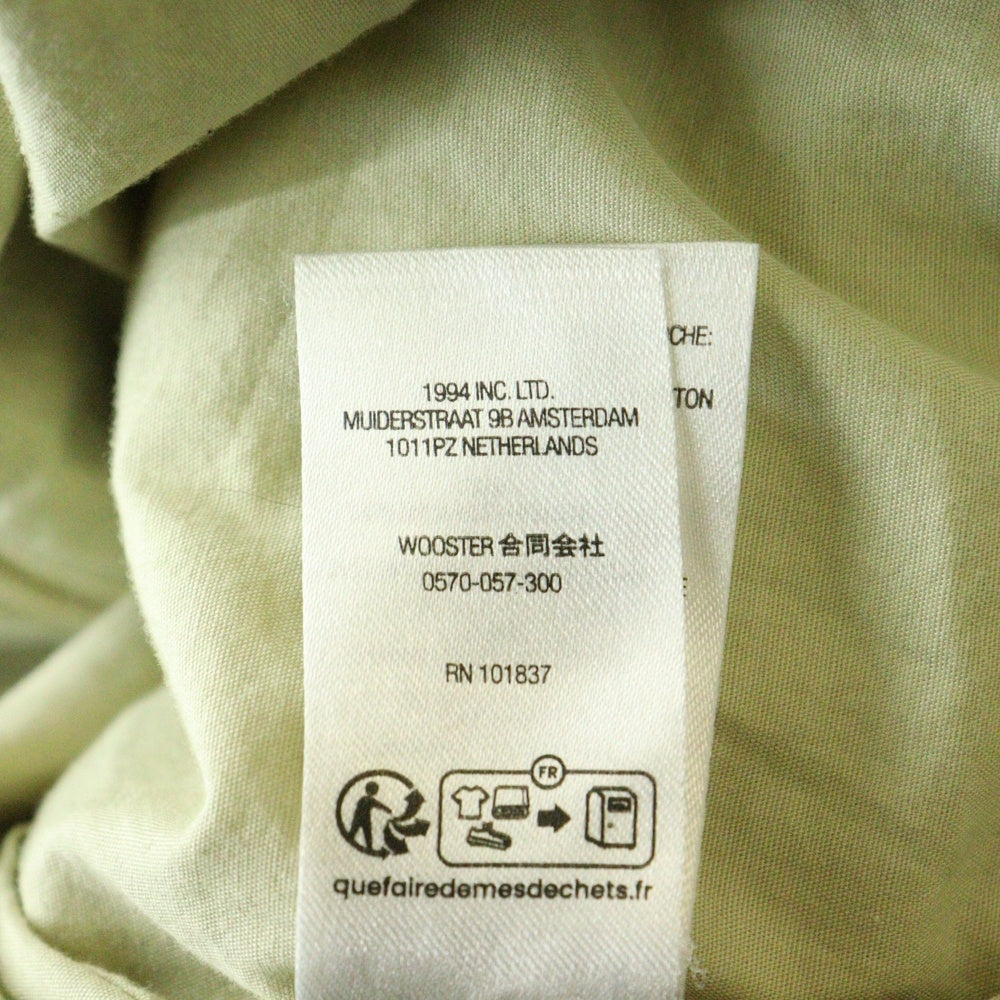 1994 INC. LTD.
MUIDERSTRAAT 9B AMSTERDAM
1011PZ NETHERLANDS
WOOSTER 合同会社
0570-057-300
RN 101837
FR
quefairedemesdechets.fr